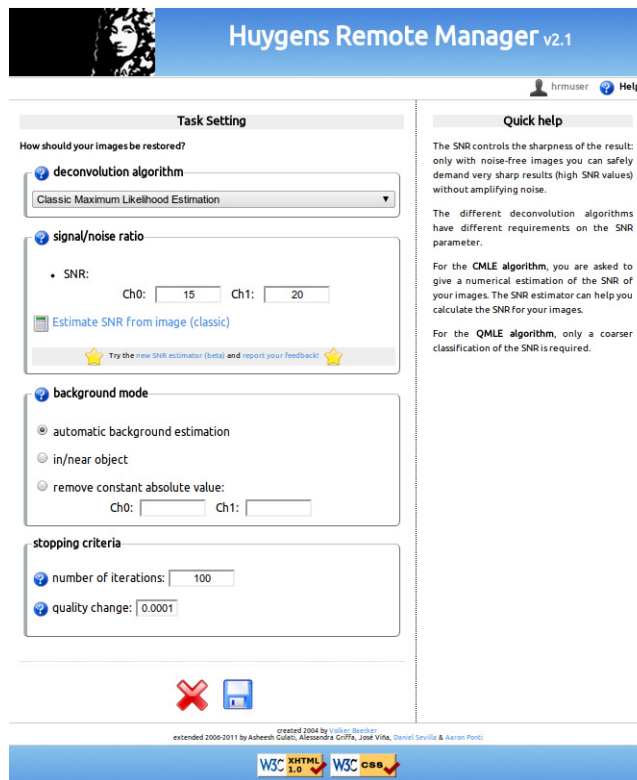 Huygens Remote Manager v2.1
hrmuser Help
Task Setting
How should your images be restored?
deconvolution algorithm
Classic Maximum Likelihood Estimation
signal/noise ratio
• SNR:
Ch0: 15 Ch1: 20
Estimate SNR from image (classic)
Try the new SNR estimator (beta) and report your feedback!
background mode
automatic background estimation
in/near object
remove constant absolute value:
Ch0: Ch1:
stopping criteria
number of iterations: 100
quality change: 0.0001
Quick help
The SNR controls the sharpness of the result:
only with noise-free images you can safely
demand very sharp results (high SNR values)
without amplifying noise.
The different deconvolution algorithms
have different requirements on the SNR
parameter.
For the CMLE algorithm, you are asked to
give a numerical estimation of the SNR of
your images. The SNR estimator can help you
calculate the SNR for your images.
For the QMLE algorithm, only a coarser
classification of the SNR is required.
created 2004 by Volker Baecker
extended 2006-2011 by Asheesh Gulati, Alessandra Griffa, José Viña, Daniel Sevilla & Aaron Ponti
W3C XHTML 1.0 W3C css